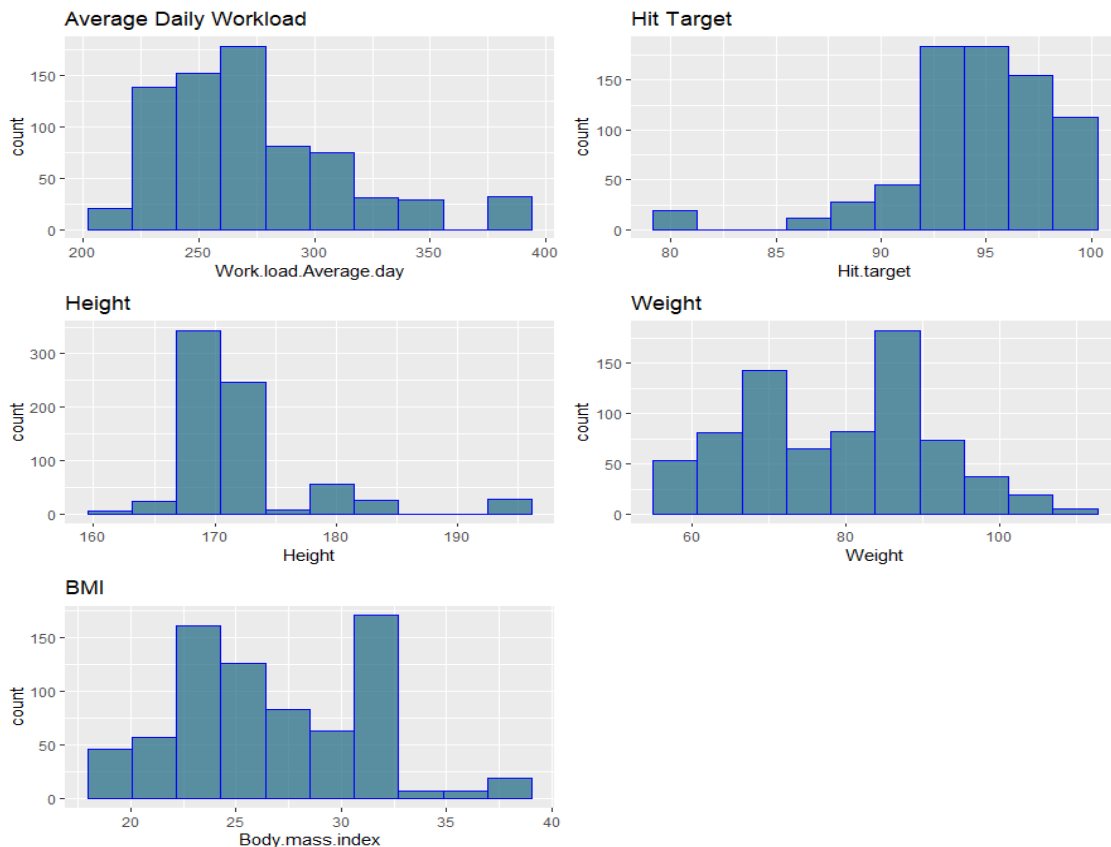 Average Daily Workload
150
100
50
0
count
200 250 300 350 400
Work.load.Average.day
Hit Target
150
100
50
0
count
80 85 90 95 100
Hit.target
Height
300
200
100
0
count
160 170 180 190
Height
Weight
150
100
50
0
count
60 80 100
Weight
BMI
150
100
50
0
count
20 25 30 35 40
Body.mass.index